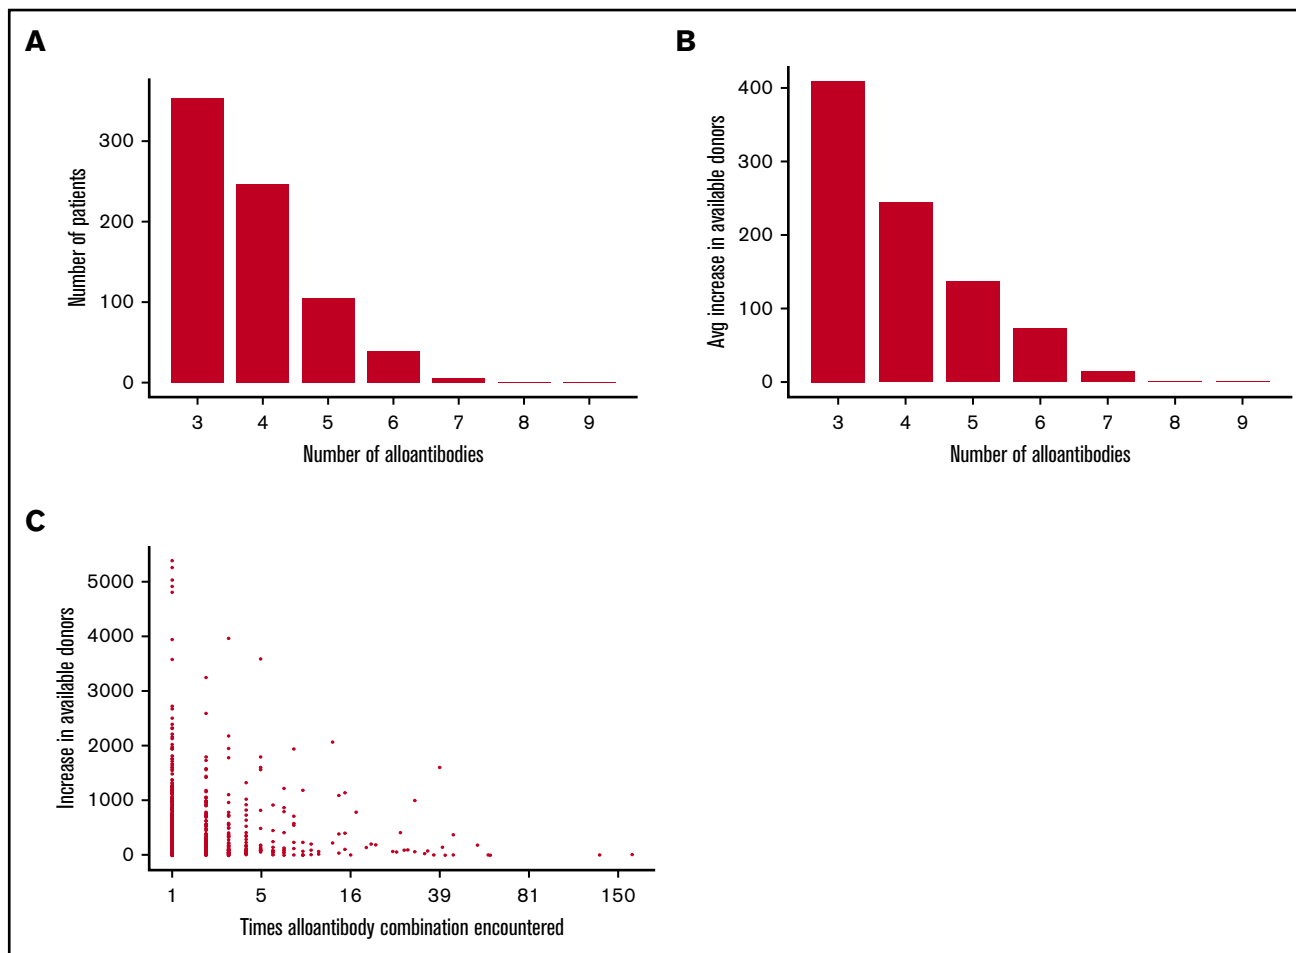 A
Number of patients
300
200
100
0
3 4 5 6 7 8 9
Number of alloantibodies
B
Avg increase in available donors
400
300
200
100
0
3 4 5 6 7 8 9
Number of alloantibodies
C
Increase in available donors
5000
4000
3000
2000
1000
0
1 5 16 39 81 150
Times alloantibody combination encountered